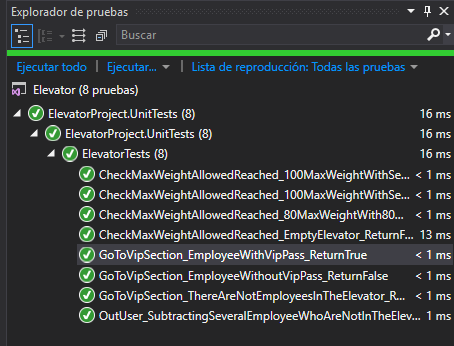 Explorador de pruebas
Buscar
Ejecutar todo | Ejecutar... | Lista de reproducción: Todas las pruebas
Elevator (8 pruebas)
ElevatorProject.UnitTests (8) 16 ms
ElevatorProject.UnitTests (8) 16 ms
ElevatorTests (8) 16 ms
CheckMaxWeightAllowedReached_100MaxWeightWithSe... < 1 ms
CheckMaxWeightAllowedReached_100MaxWeightWithSe... < 1 ms
CheckMaxWeightAllowedReached_80MaxWeightWith80... < 1 ms
CheckMaxWeightAllowedReached_EmptyElevator_ReturnF... 13 ms
GoToVipSection_EmployeeWithVipPass_ReturnTrue < 1 ms
GoToVipSection_EmployeeWithoutVipPass_ReturnFalse < 1 ms
GoToVipSection_ThereAreNotEmployeesInTheElevator_R... < 1 ms
OutUser_SubtractingSeveralEmployeeWhoAreNotInTheElev... < 1 ms